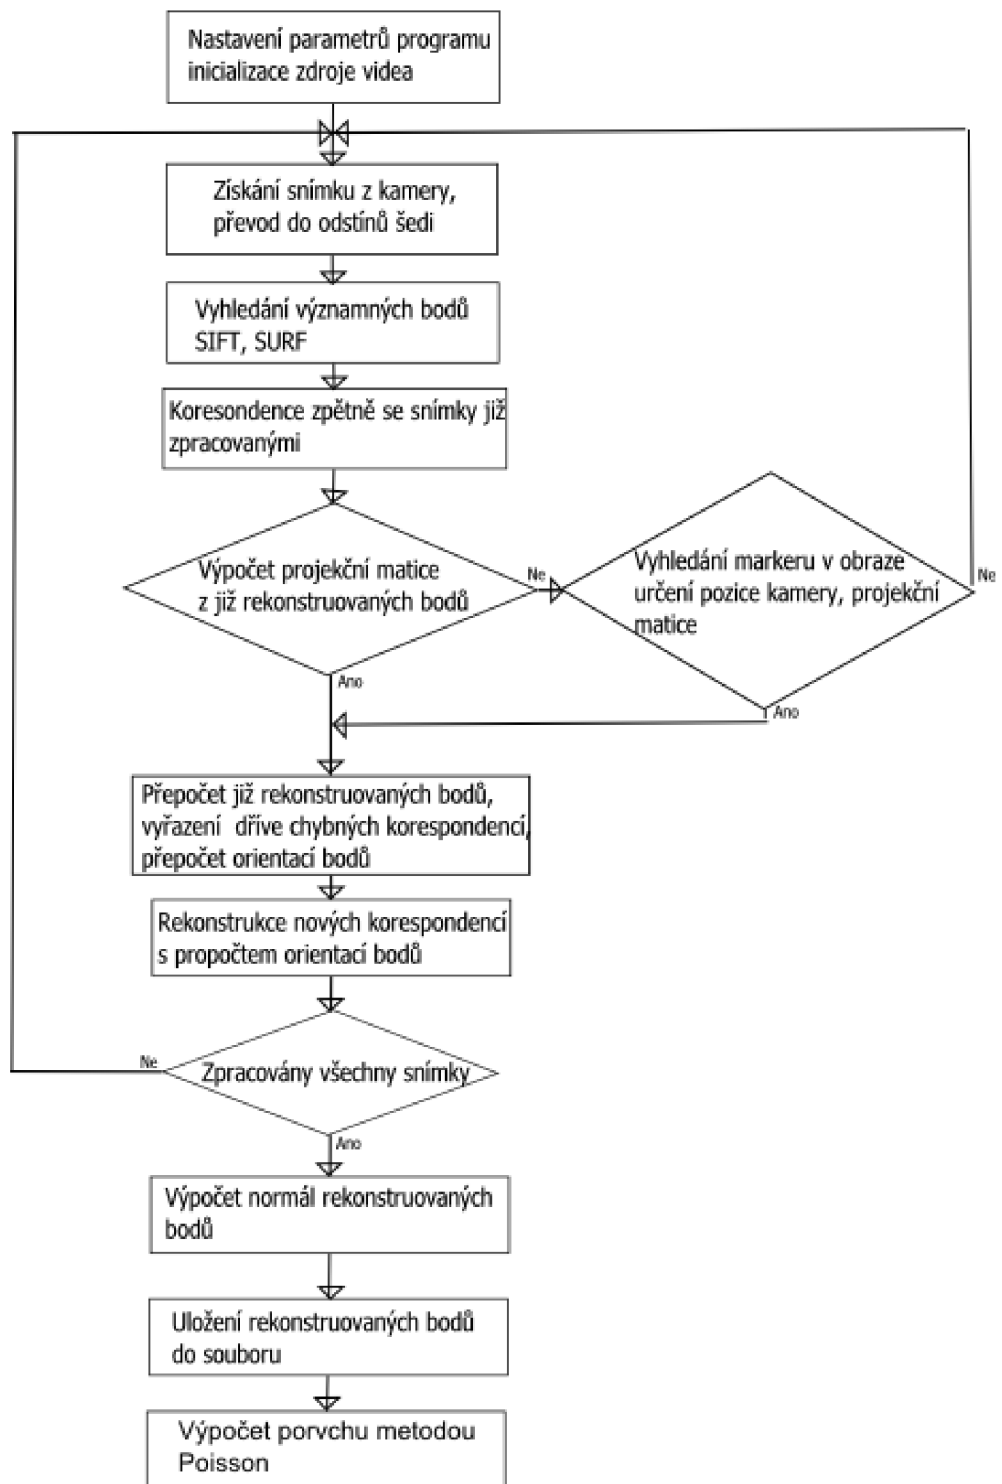 Nastavení parametrů programu
inicializace zdroje videa
Získání snímku z kamery,
převod do odstínů šedi
Vyhledání významných bodů
SIFT, SURF
Koresondence zpětně se snímky již
zpracovanými
Výpočet projekční matice
z již rekonstruovaných bodů
Ne
Vyhledání markeru v obraze
určení pozice kamery, projekční
matice
Ne
Ano
Ano
Přepočet již rekonstruovaných bodů,
vyřazení dříve chybných korespondencí,
přepočet orientací bodů
Rekonstrukce nových korespondencí
s propočtem orientací bodů
Ne
Zpracovány všechny snímky
Ano
Výpočet normál rekonstruovaných
bodů
Uložení rekonstruovaných bodů
do souboru
Výpočet porvchu metodou
Poisson